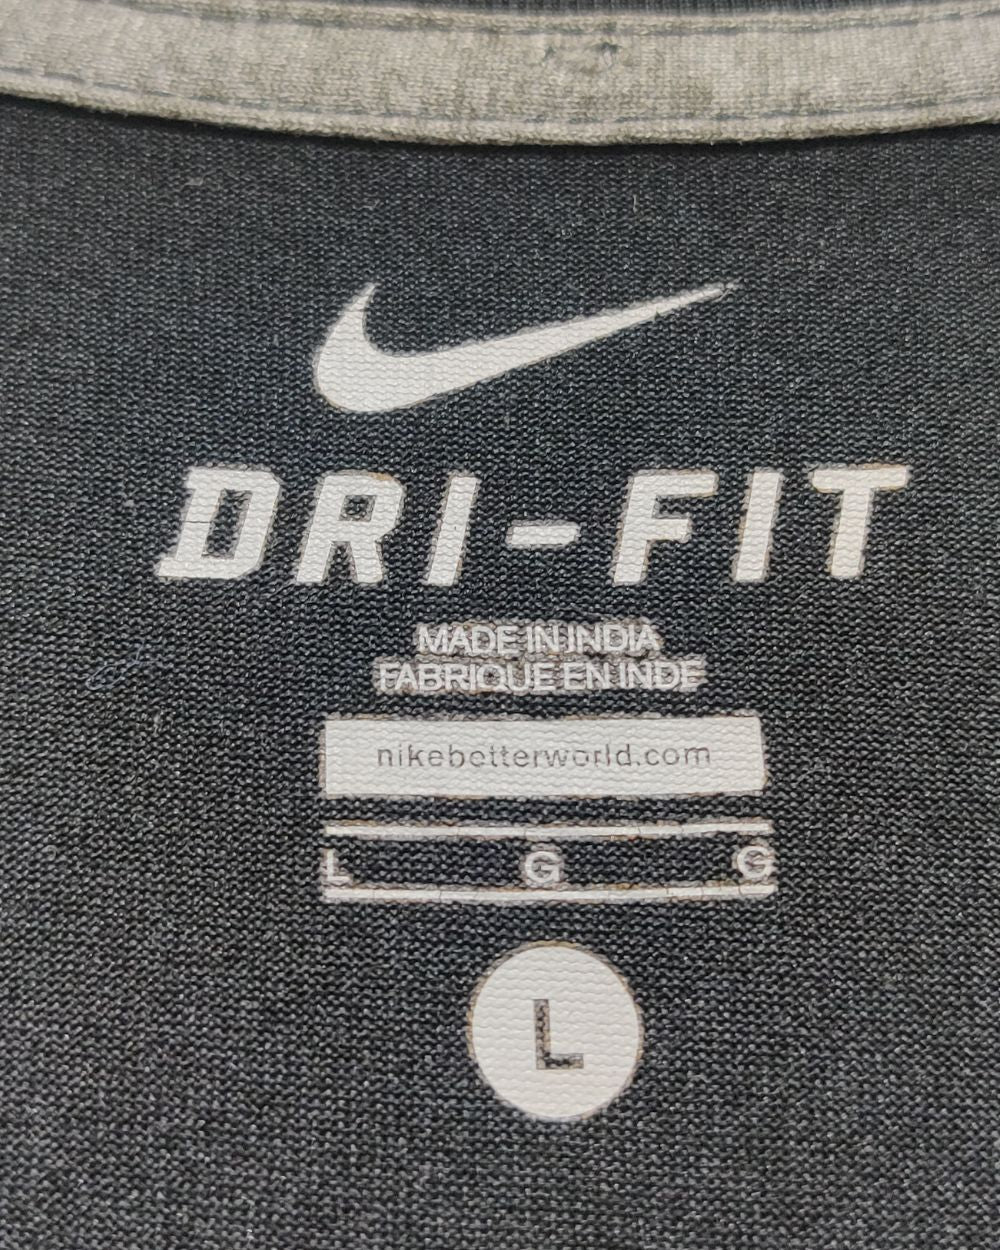 DRI-FIT
MADE IN INDIA
FABRIQUE EN INDE
nikebetterworld.com
L G G
L